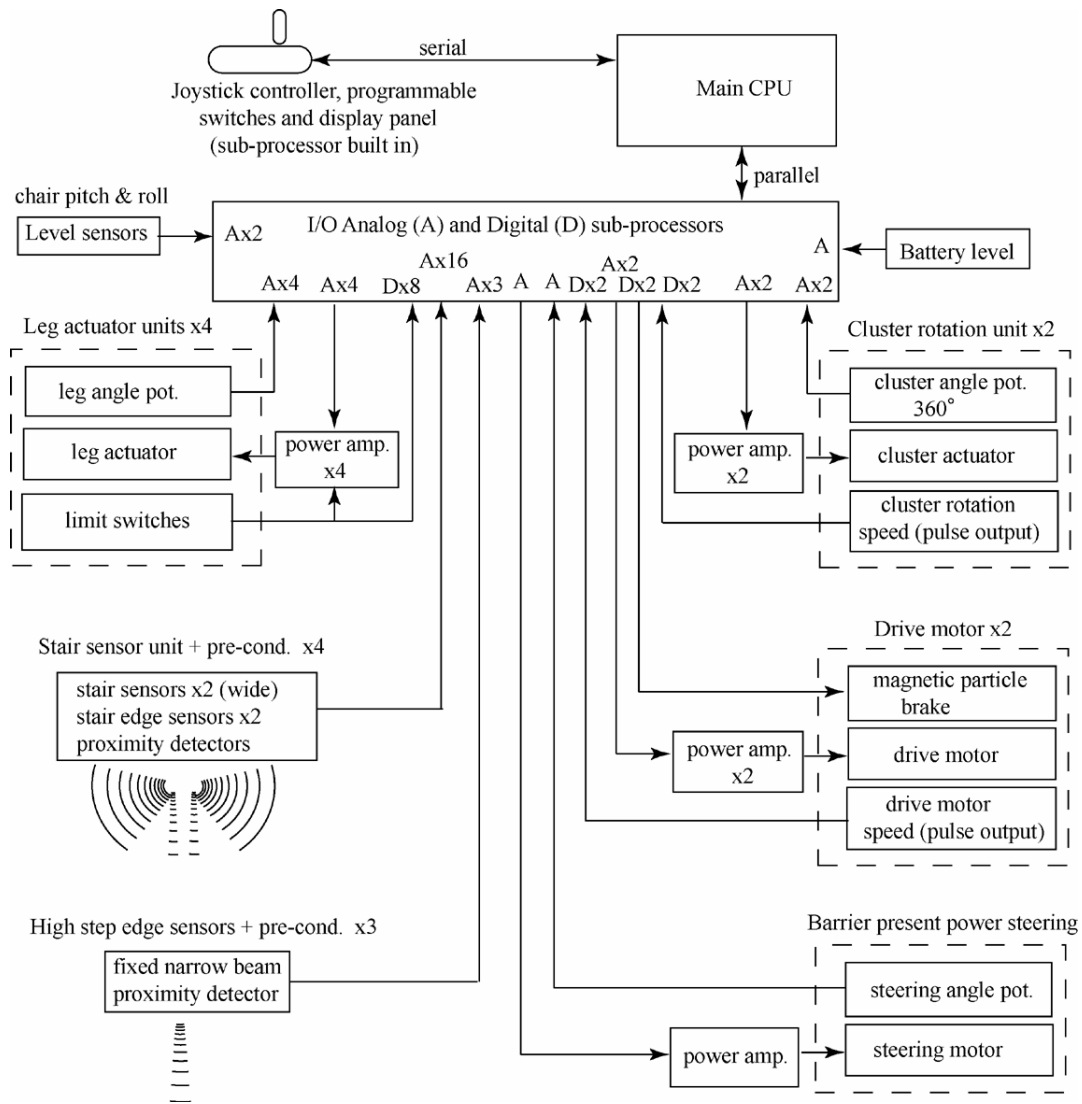 serial
Main CPU
Joystick controller, programmable
switches and display panel
(sub-processor built in)
parallel
chair pitch & roll
Level sensors
I/O Analog (A) and Digital (D) sub-processors
Ax2
A
Battery level
Ax16
Ax2
Ax4
Ax4
Dx8
Ax3
A
A
Dx2
Dx2
Dx2
Ax2
Ax2
Leg actuator units x4
leg angle pot.
leg actuator
limit switches
power amp.
x4
Cluster rotation unit x2
cluster angle pot.
360°
cluster actuator
cluster rotation
speed (pulse output)
power amp.
x2
Stair sensor unit + pre-cond. x4
stair sensors x2 (wide)
stair edge sensors x2
proximity detectors
Drive motor x2
magnetic particle
brake
drive motor
drive motor
speed (pulse output)
power amp.
x2
High step edge sensors + pre-cond. x3
fixed narrow beam
proximity detector
Barrier present power steering
steering angle pot.
steering motor
power amp.